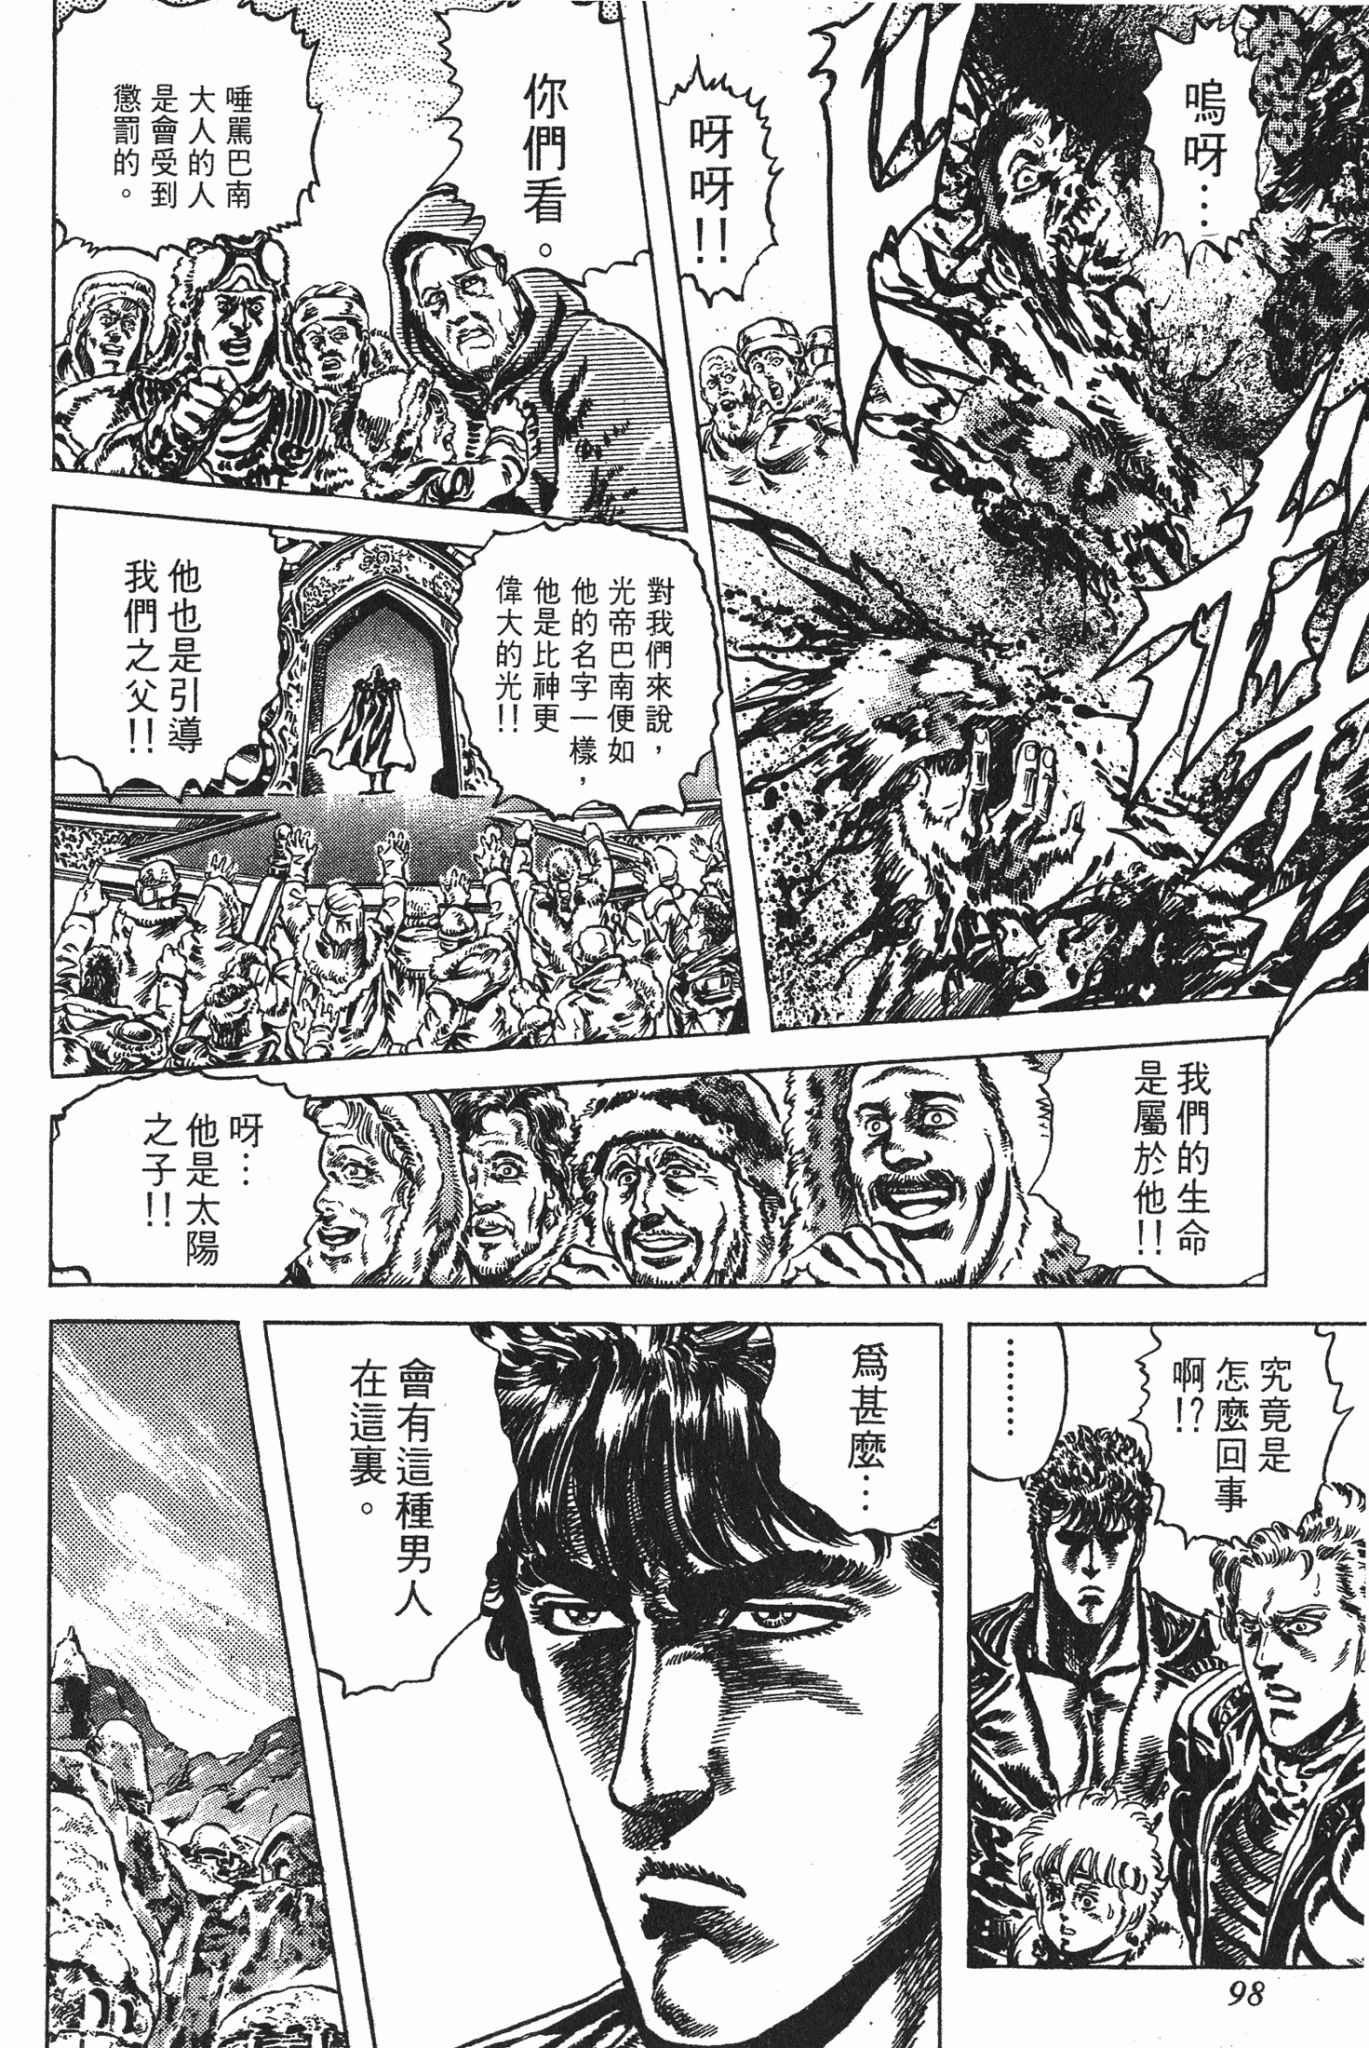 嗚呀…
呀呀!!
你們看。
唾罵巴南
大人的人
是會受到
懲罰的。
對我們來說，
光帝巴南便如
他的名字一樣，
他是比神更
偉大的光!!
他也是引導
我們之父!!
我們的生命
是屬於他!!
呀…
他是太陽
之子!!
究竟是
怎麼回事
啊!?
………
爲甚麼…
會有這種男人
在這裏。
98